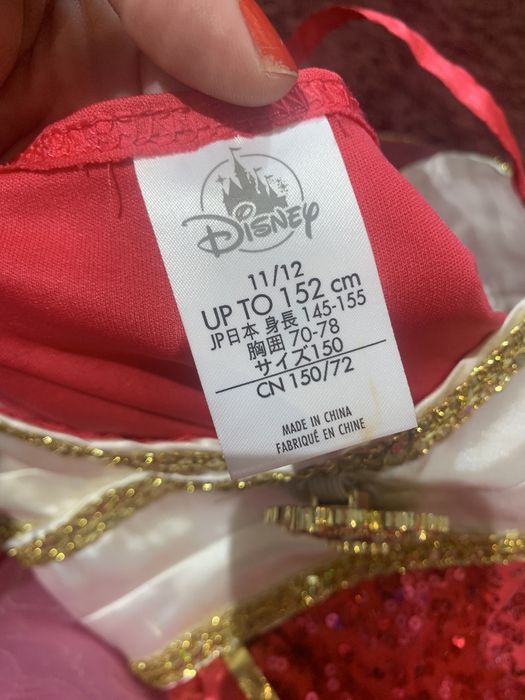 Disney
11/12
UP TO 152 cm
JP日本 身長 145-155
胸囲 70-78
サイズ150
CN 150/72
MADE IN CHINA
FABRIQUÉ EN CHINE